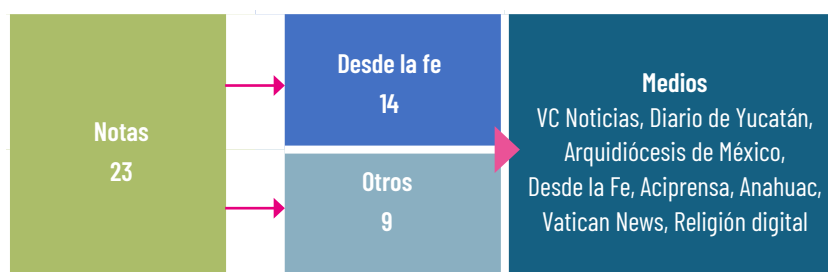 Notas
23
Desde la fe
14
Otros
9
Medios
VC Noticias, Diario de Yucatán,
Arquidiócesis de México,
Desde la Fe, Aciprensa, Anahuac,
Vatican News, Religión digital